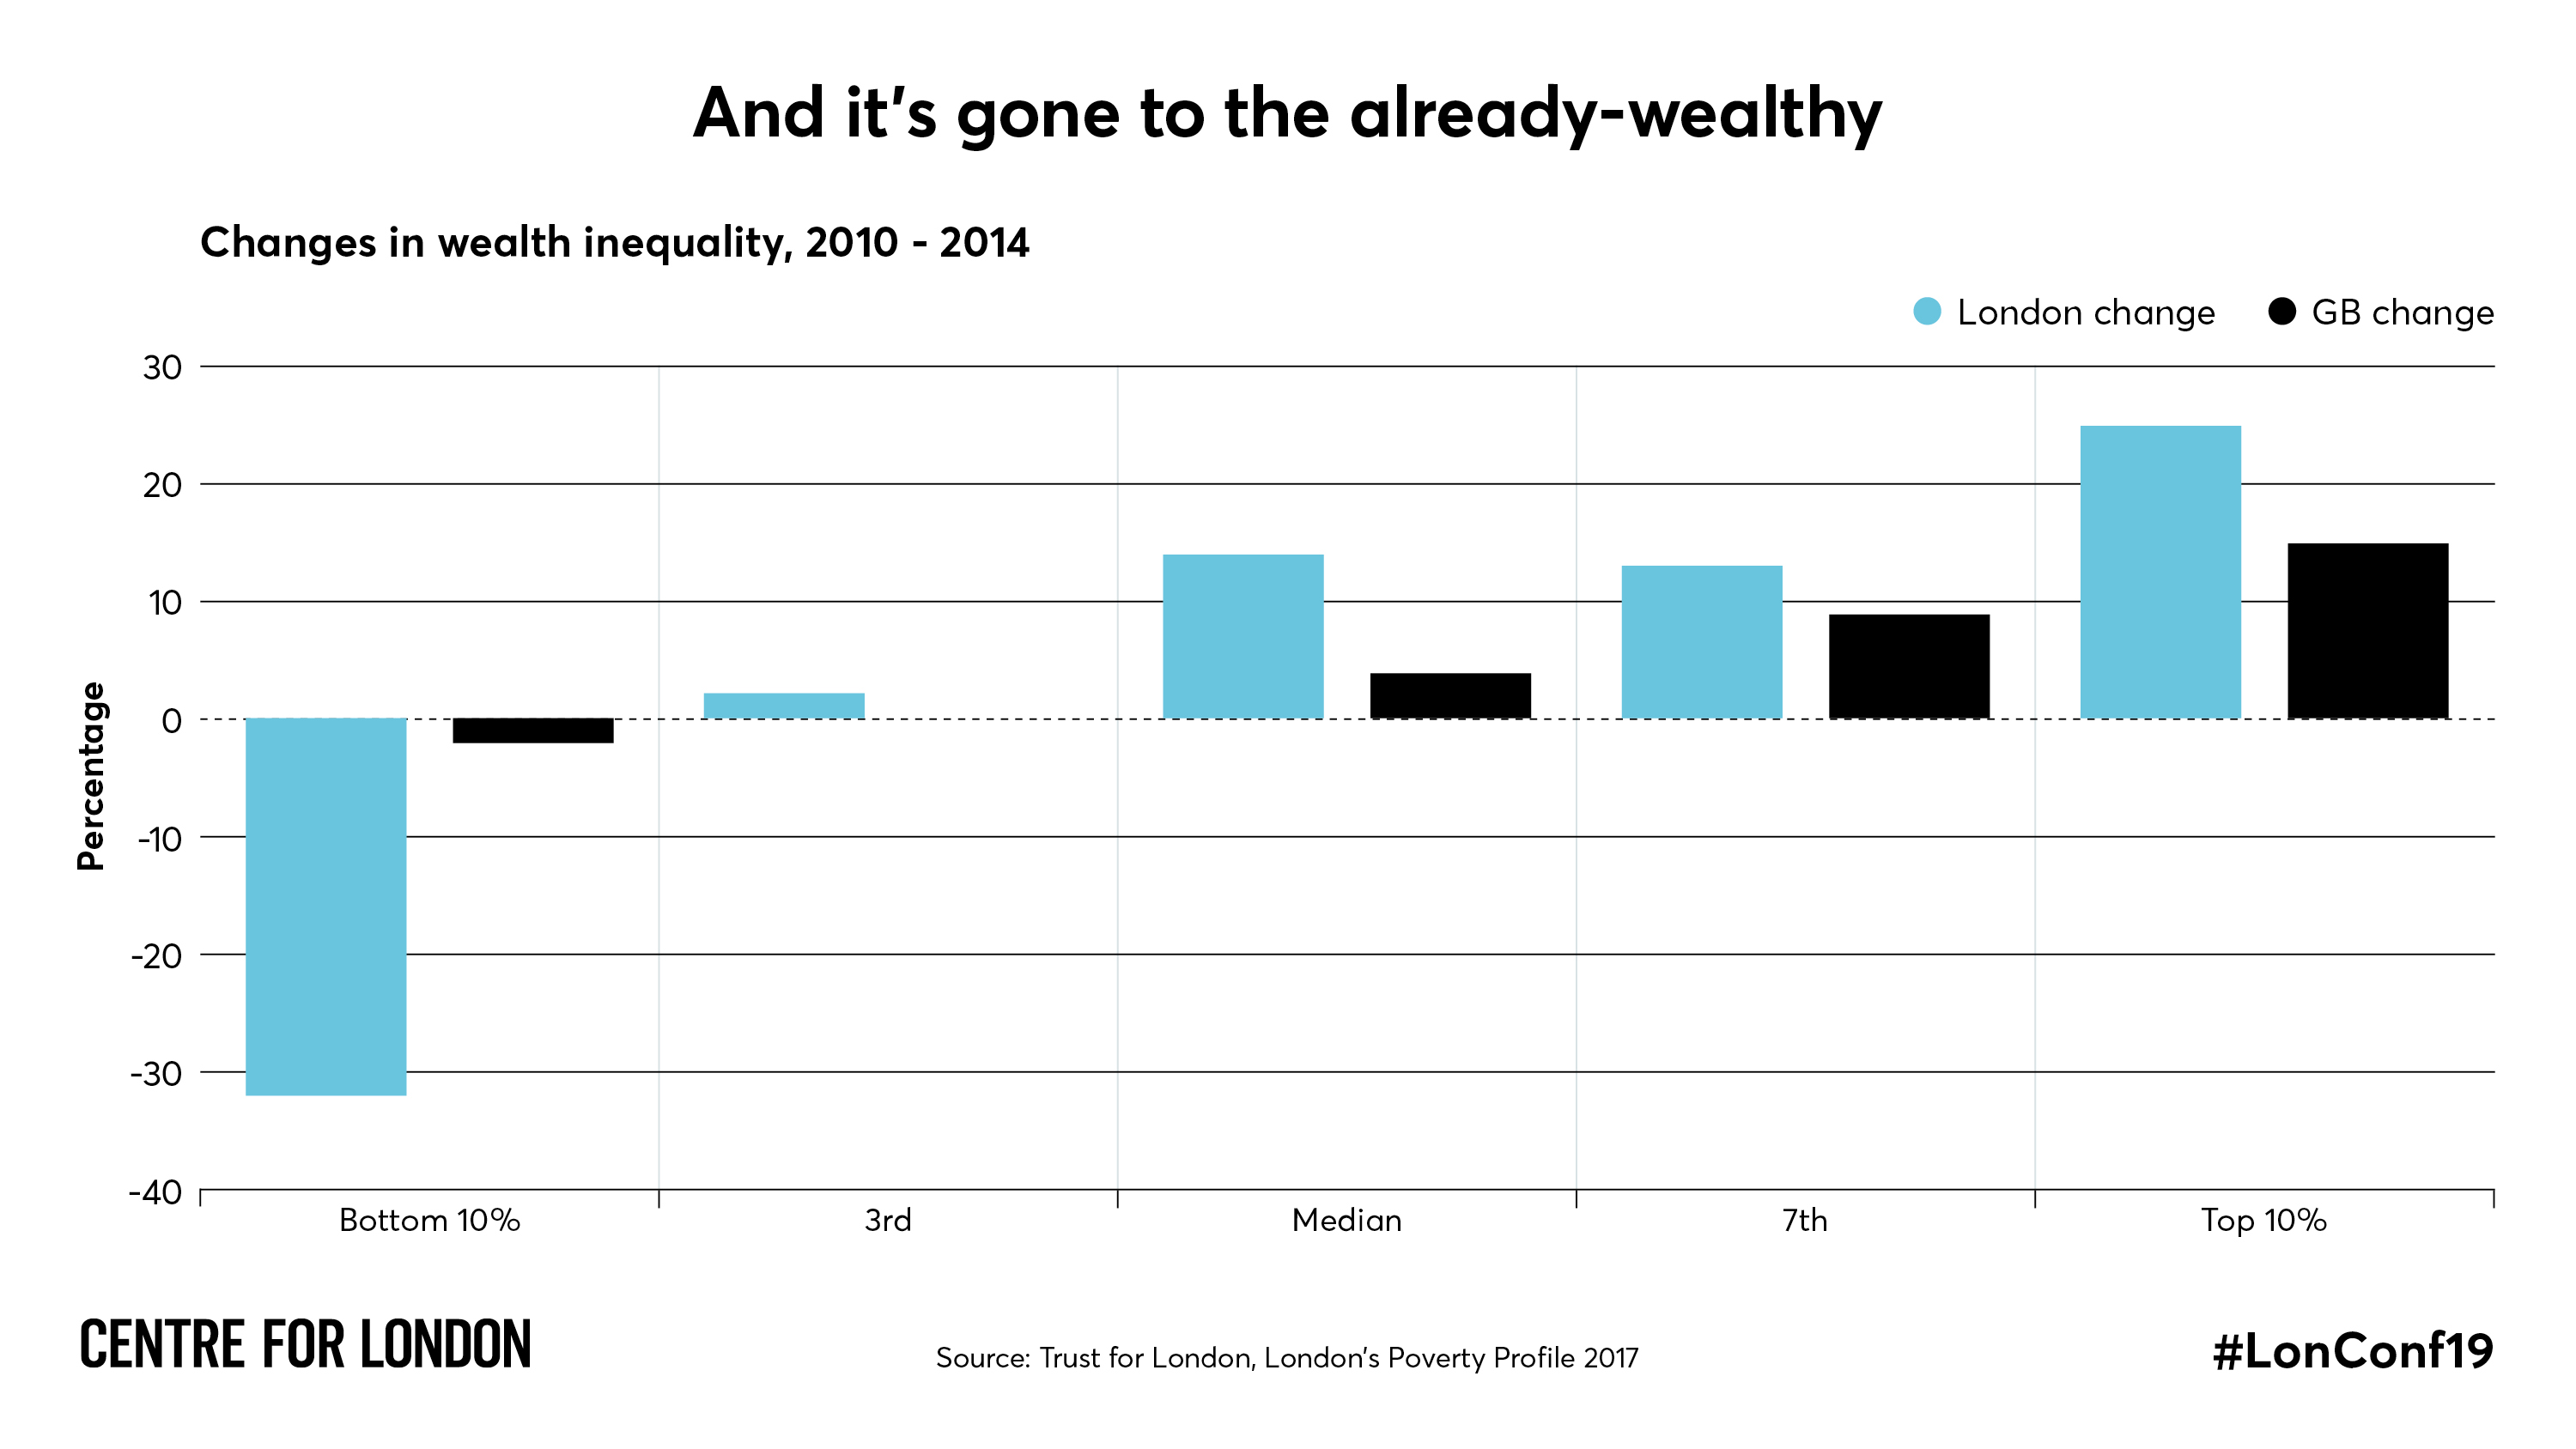 And it's gone to the already-wealthy
Changes in wealth inequality, 2010 - 2014
London change
GB change
30
20
10
0
-10
-20
-30
-40
Percentage
Bottom 10%
3rd
Median
7th
Top 10%
CENTRE FOR LONDON
Source: Trust for London, London's Poverty Profile 2017
#LonConf19